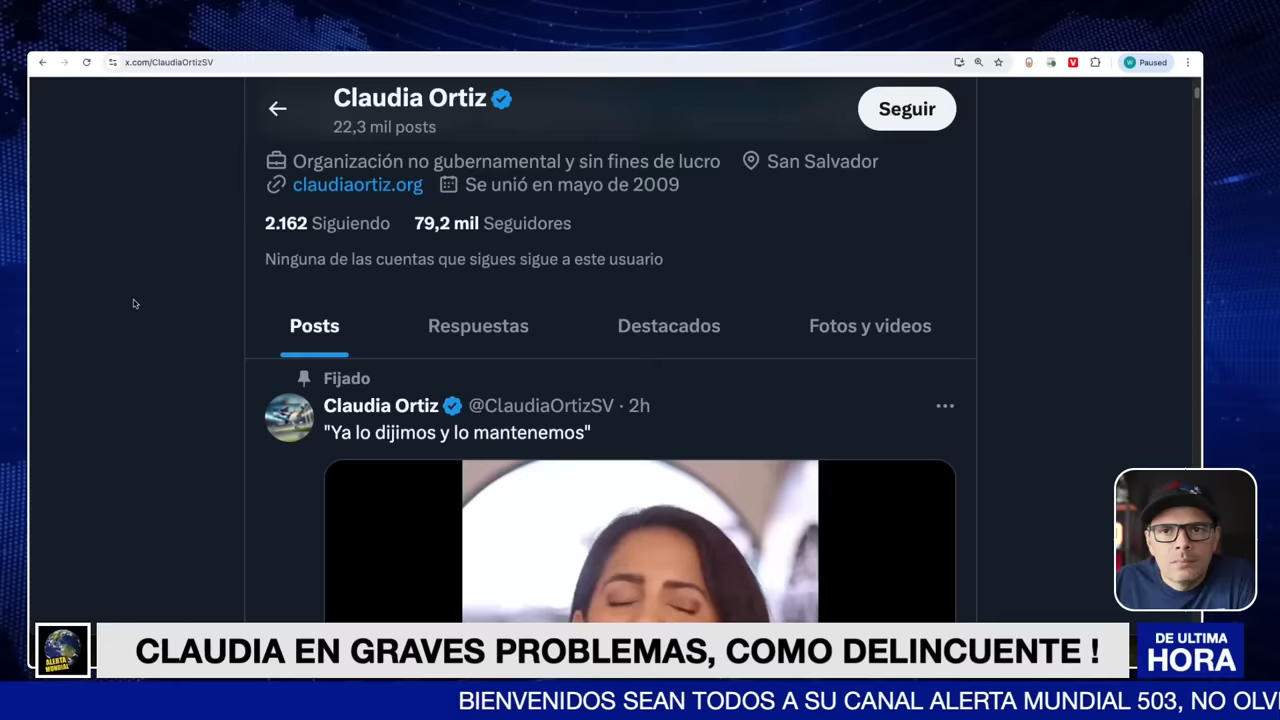 x.com/ClaudiaOrtizSV
W Paused
Claudia Ortiz
22,3 mil posts
Seguir
Organización no gubernamental y sin fines de lucro San Salvador
claudiaortiz.org Se unió en mayo de 2009
2.162 Siguiendo 79,2 mil Seguidores
Ninguna de las cuentas que sigues sigue a este usuario
Posts Respuestas Destacados Fotos y videos
Fijado
Claudia Ortiz @ClaudiaOrtizSV · 2h
"Ya lo dijimos y lo mantenemos"
ALERTA
MUNDIAL
CLAUDIA EN GRAVES PROBLEMAS, COMO DELINCUENTE !
DE ULTIMA
HORA
BIENVENIDOS SEAN TODOS A SU CANAL ALERTA MUNDIAL 503, NO OLV